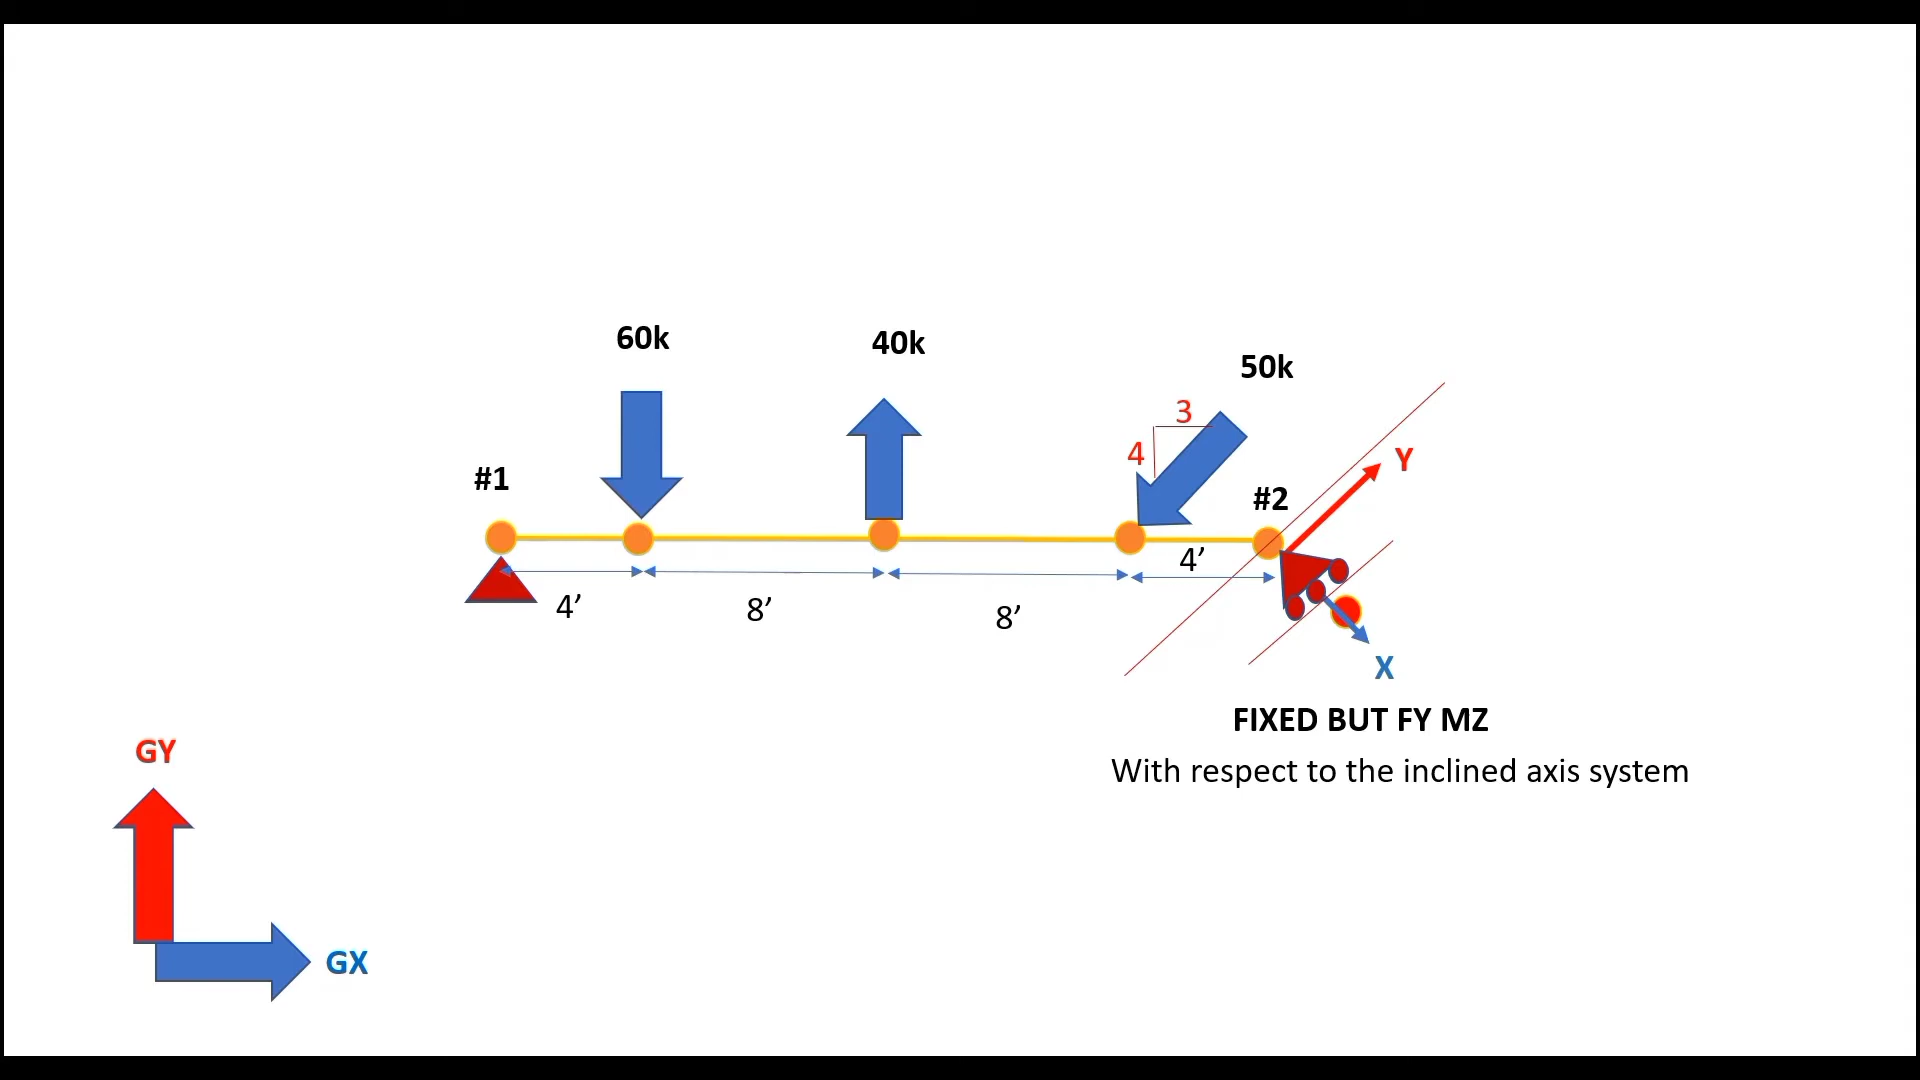 60k
40k
50k
3
4
#1
#2
Y
4’
4’
8’
8’
X
FIXED BUT FY MZ
With respect to the inclined axis system
GY
GX